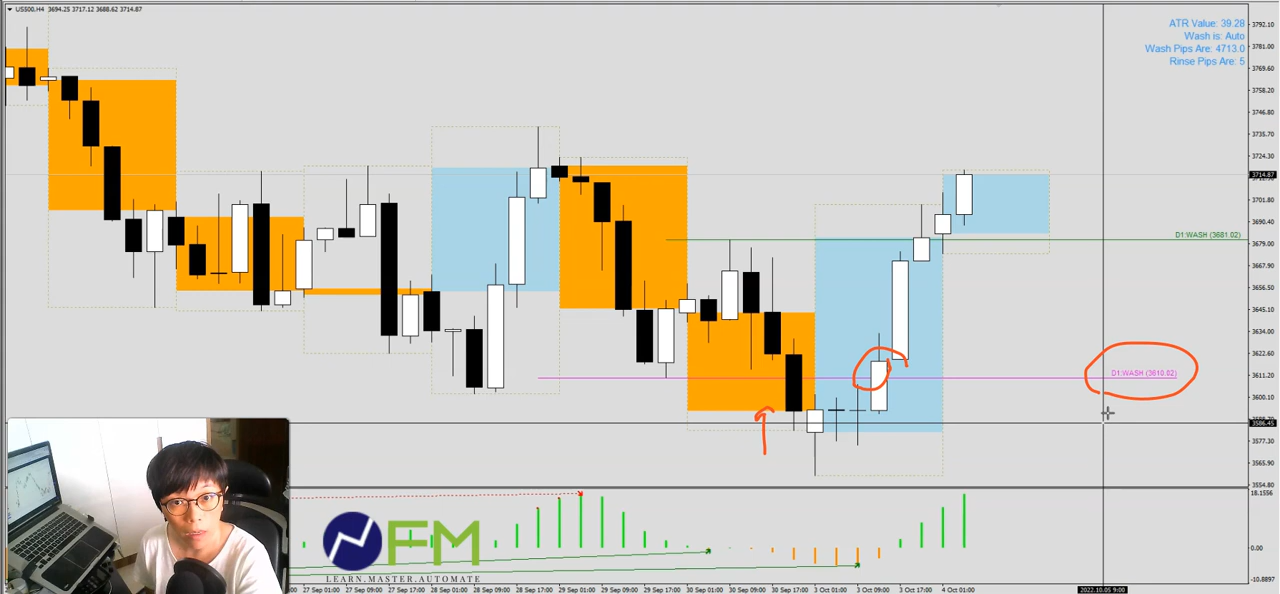 US500.H4 3694.25 3717.12 3688.62 3714.87
ATR Value: 39.28
Wash is: Auto
Wash Pips Are: 4713.0
Rinse Pips Are: 5
3792.10
3781.00
3769.60
3758.20
3746.80
3735.70
3724.30
3714.87
3701.80
3690.40
D1:WASH (3681.02)
3679.00
3667.90
3656.50
3645.10
3634.00
3622.60
D1:WASH (3610.02)
3611.20
3600.10
3586.45
3577.30
3565.90
3554.80
18.1556
0.00
-10.8897
FM
LEARN.MASTER.AUTOMATE
27 Sep 01:00 27 Sep 09:00 27 Sep 17:00 28 Sep 01:00 28 Sep 09:00 28 Sep 17:00 29 Sep 01:00 29 Sep 09:00 29 Sep 17:00 30 Sep 01:00 30 Sep 09:00 30 Sep 17:00 3 Oct 01:00 3 Oct 09:00 3 Oct 17:00 4 Oct 01:00 2022.10.05 9:00